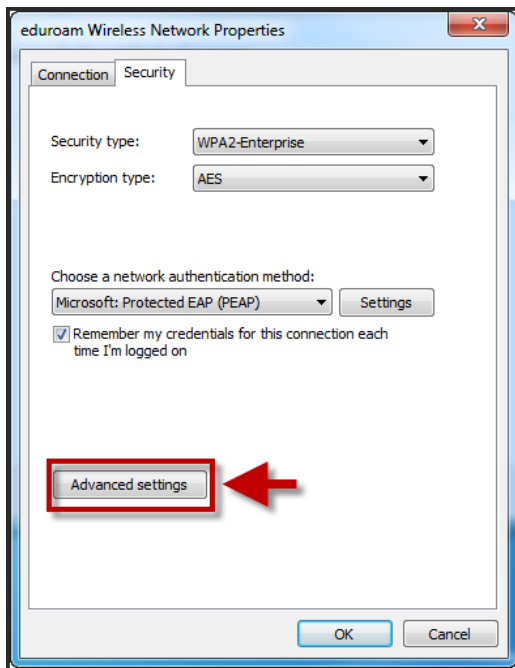 eduroam Wireless Network Properties
Connection Security
Security type: WPA2-Enterprise
Encryption type: AES
Choose a network authentication method:
Microsoft: Protected EAP (PEAP) Settings
Remember my credentials for this connection each
time I'm logged on
Advanced settings
OK Cancel